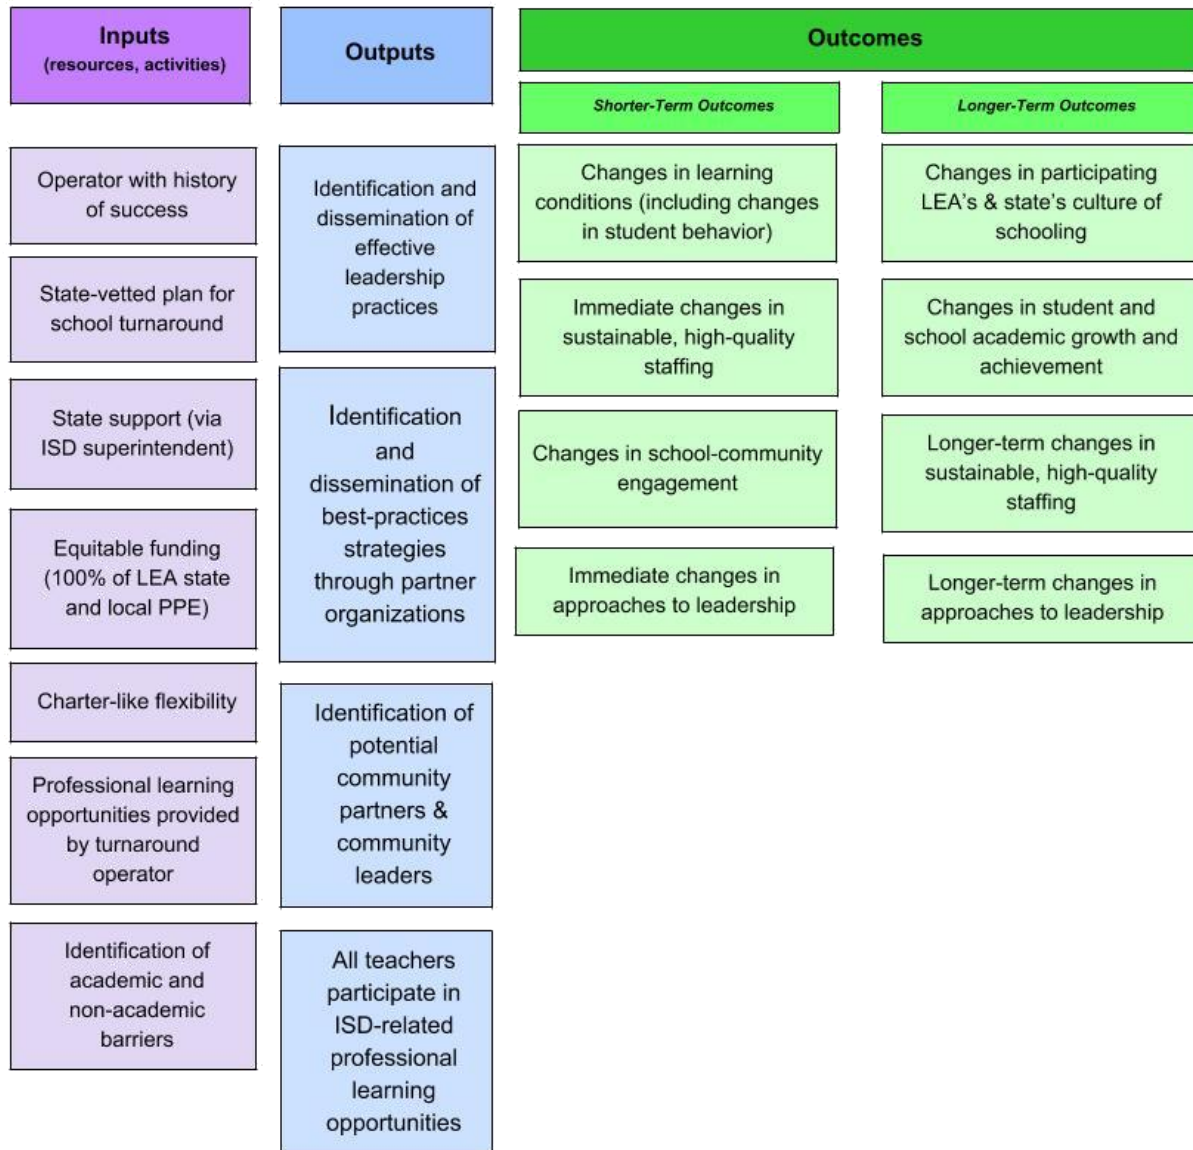 Inputs
(resources, activities)
Operator with history
of success
State-vetted plan for
school turnaround
State support (via
ISD superintendent)
Equitable funding
(100% of LEA state
and local PPE)
Charter-like flexibility
Professional learning
opportunities provided
by turnaround
operator
Identification of
academic and
non-academic
barriers
Outputs
Identification and
dissemination of
effective
leadership
practices
Identification
and
dissemination of
best-practices
strategies
through partner
organizations
Identification of
potential
community
partners &
community
leaders
All teachers
participate in
ISD-related
professional
learning
opportunities
Outcomes
Shorter-Term Outcomes
Changes in learning
conditions (including changes
in student behavior)
Immediate changes in
sustainable, high-quality
staffing
Changes in school-community
engagement
Immediate changes in
approaches to leadership
Longer-Term Outcomes
Changes in participating
LEA's & state's culture of
schooling
Changes in student and
school academic growth and
achievement
Longer-term changes in
sustainable, high-quality
staffing
Longer-term changes in
approaches to leadership